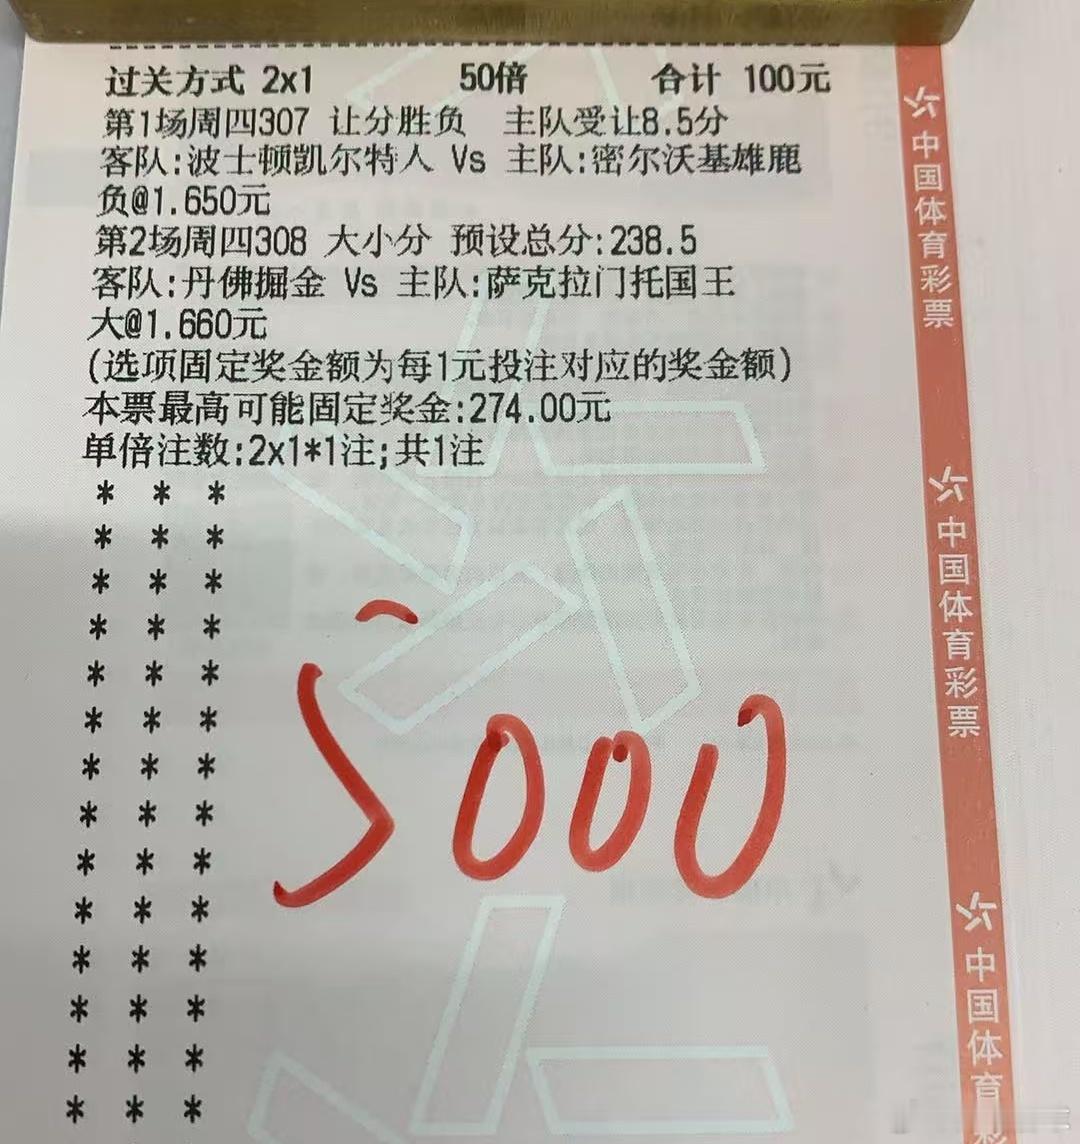 过关方式 2x1 50倍 合计 100元
第1场周四307 让分胜负 主队受让8.5分
客队:波士顿凯尔特人 Vs 主队:密尔沃基雄鹿
负@1.650元
第2场周四308 大小分 预设总分:238.5
客队:丹佛掘金 Vs 主队:萨克拉门托国王
大@1.660元
(选项固定奖金额为每1元投注对应的奖金额)
本票最高可能固定奖金:274.00元
单倍注数:2x1*1注;共1注
* * *
* * *
* * *
* * *
* * *
* * *
* * *
* * *
* * *
* * *
* * *
* * *
* * *
* * *
5000
中国体育彩票
中国体育彩票
中国体育彩